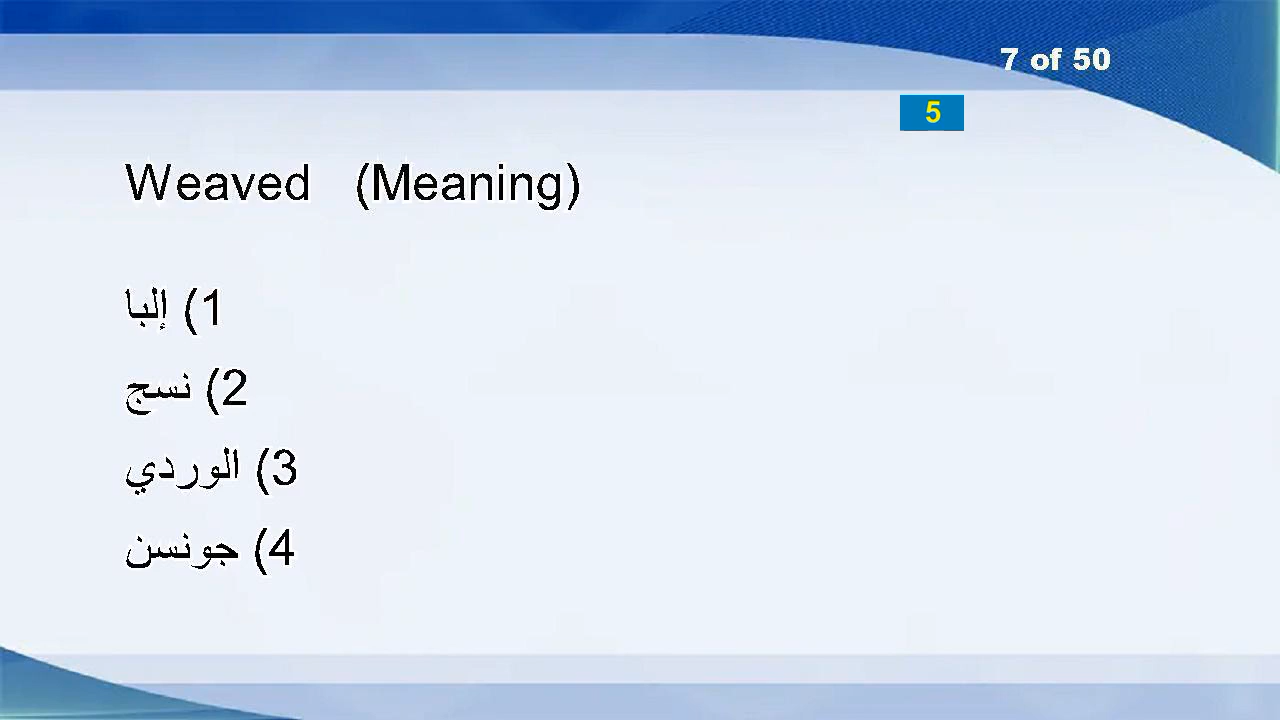 7 of 50
5
Weaved (Meaning)
1) إلبا
2) نسج
3) الوردي
4) جونسن